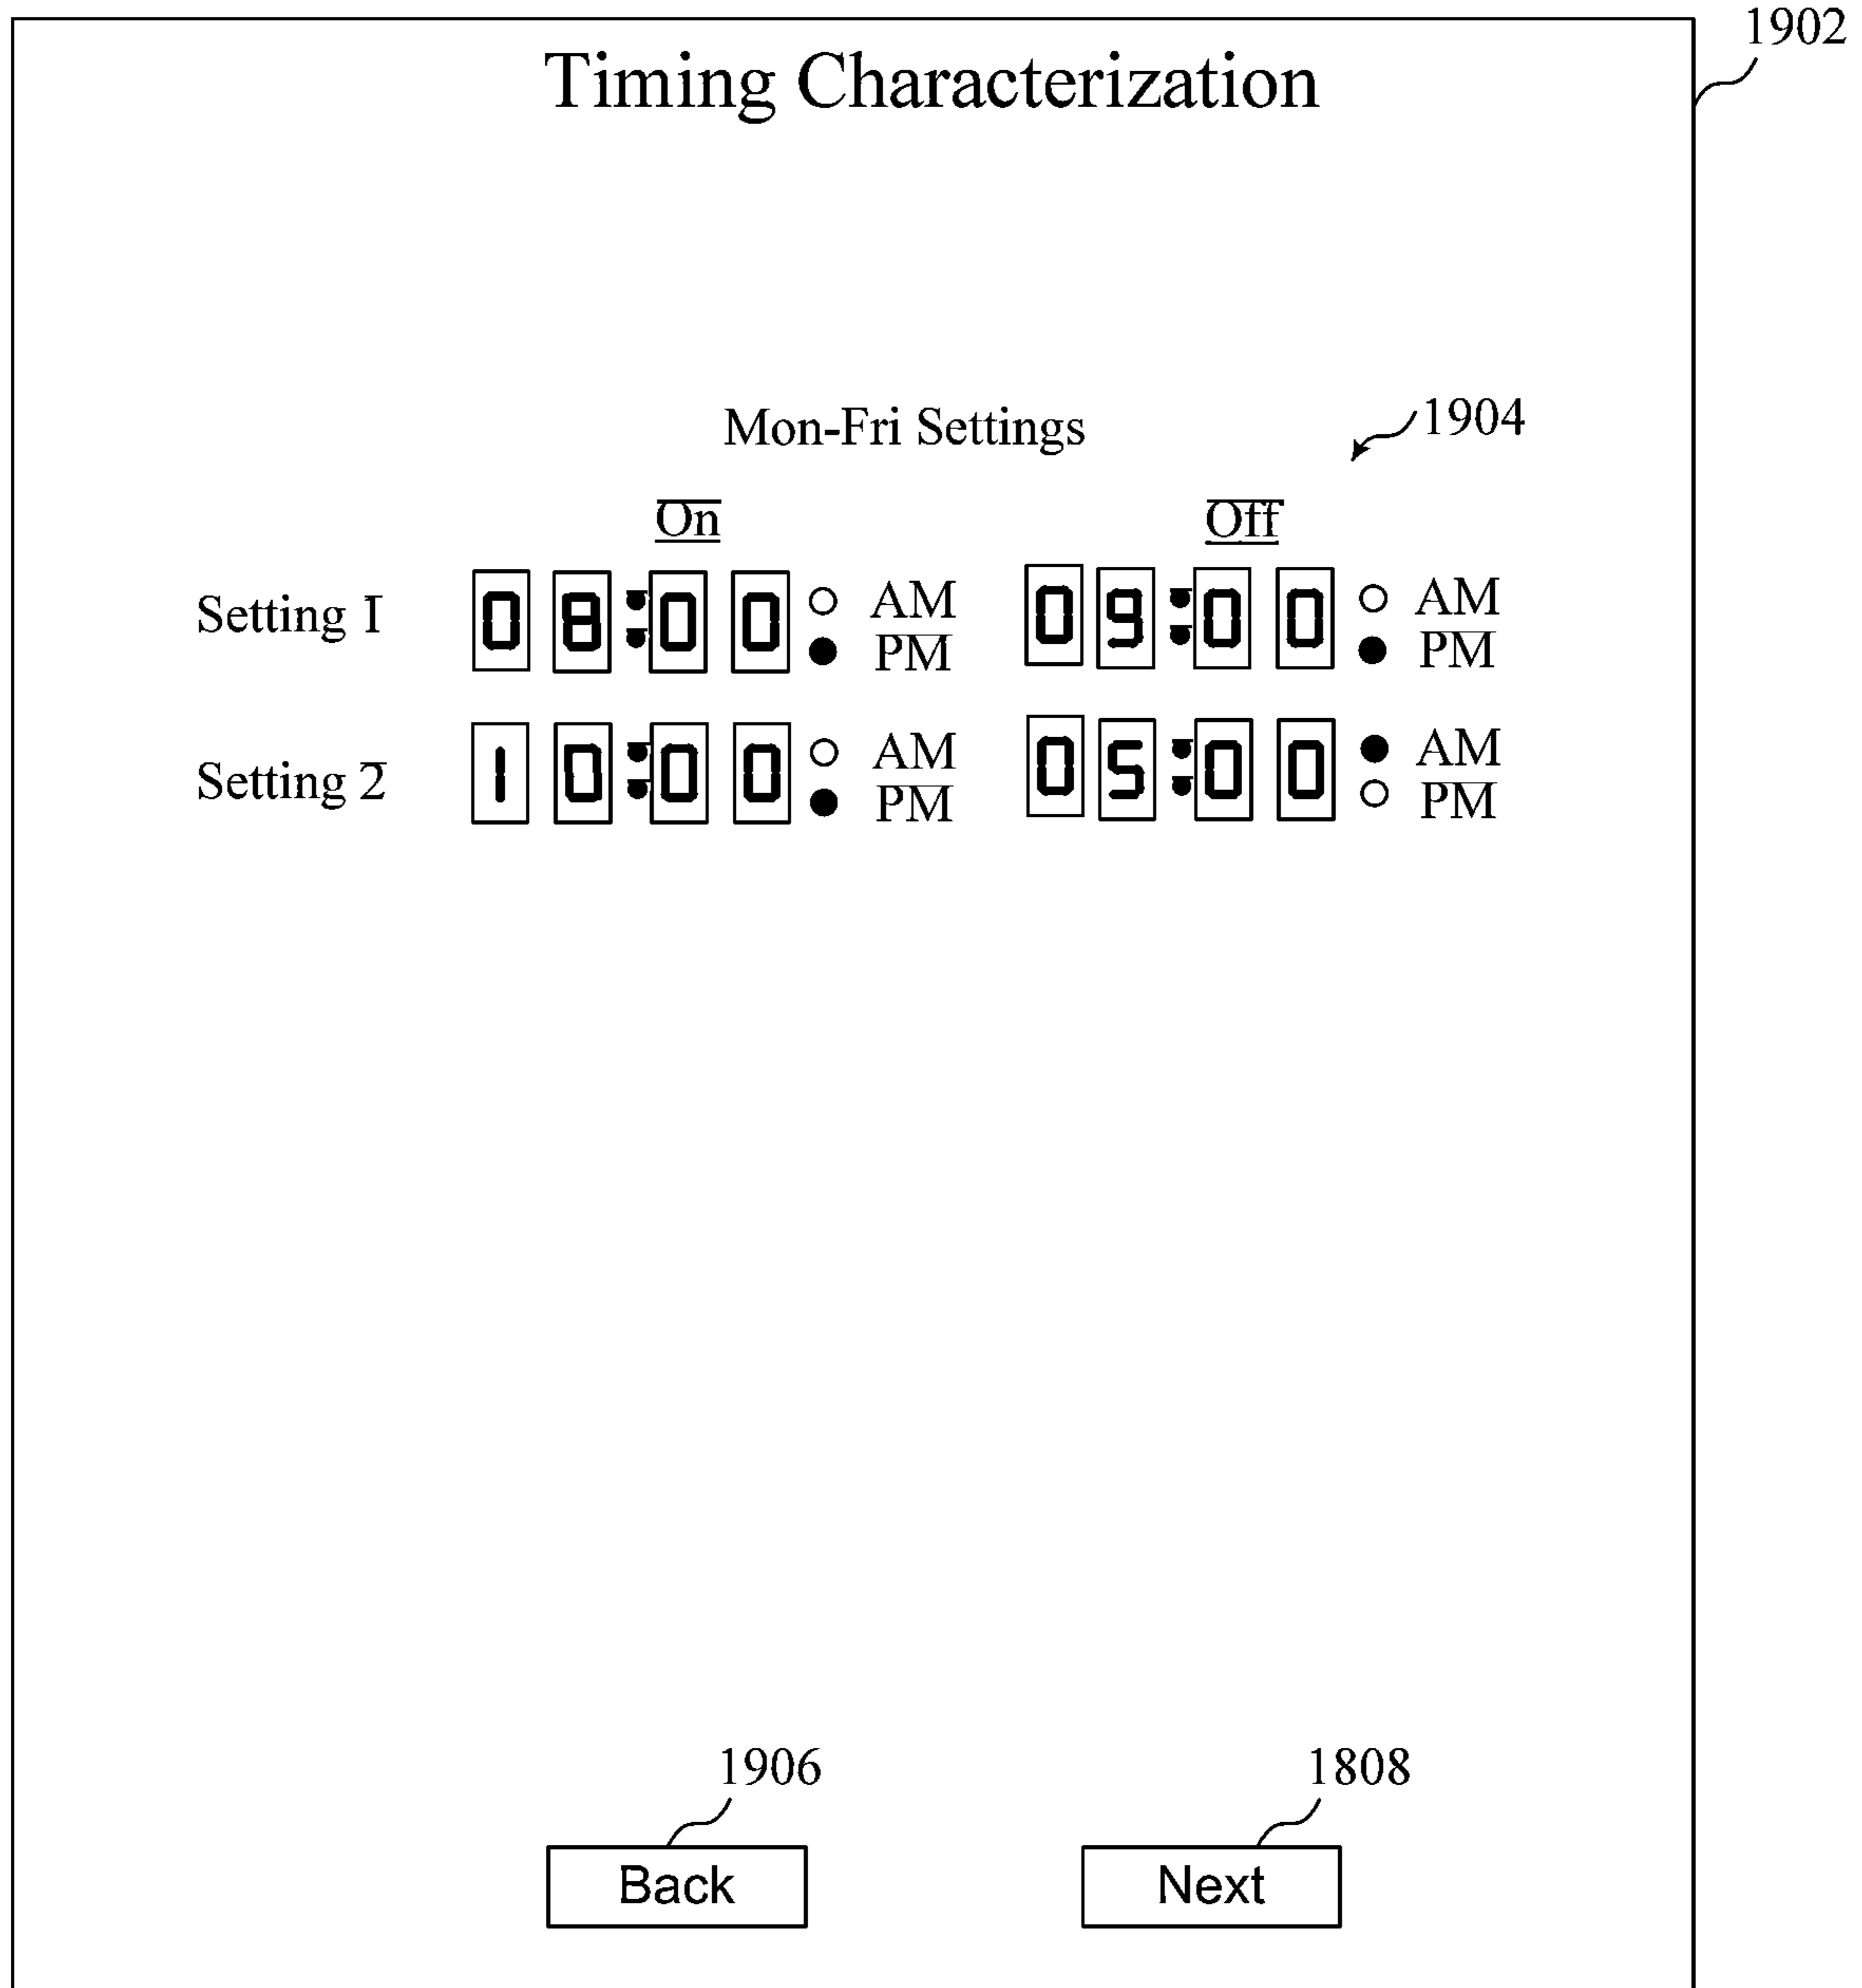 1902
Timing Characterization
Mon-Fri Settings
1904
On Off
Setting 1 08:00 AM PM 09:00 AM PM
Setting 2 10:00 AM PM 05:00 AM PM
1906 1808
Back Next